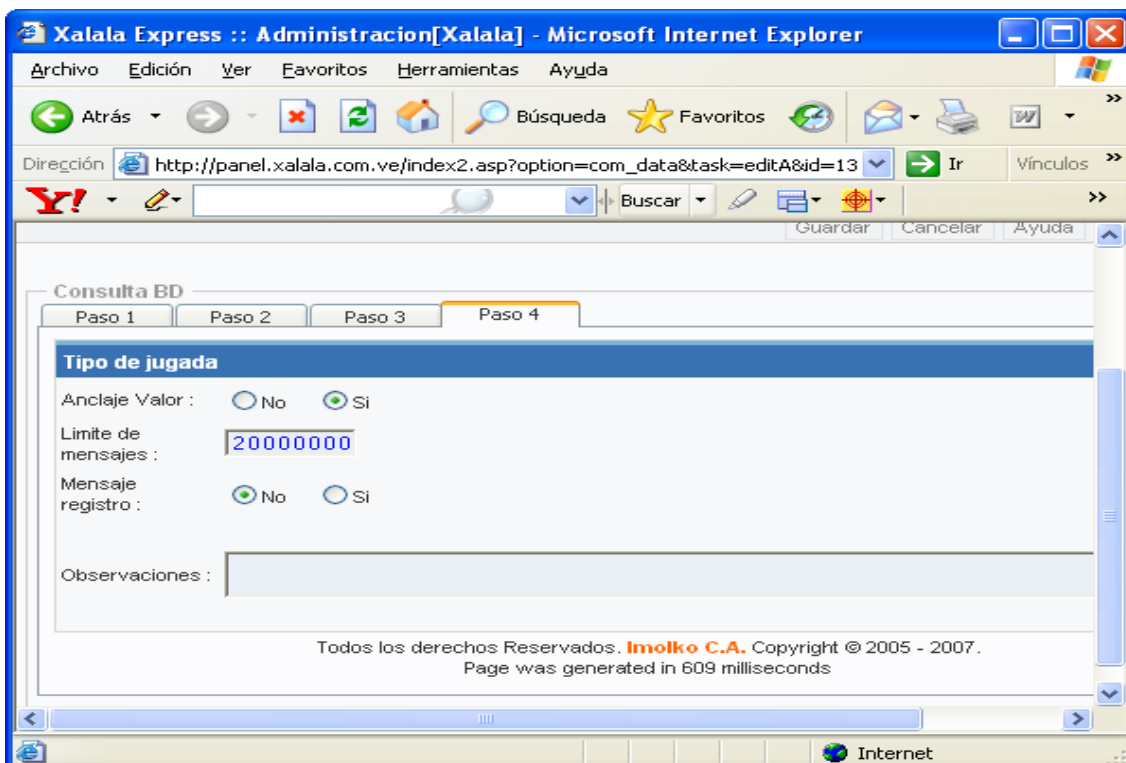 Xalala Express :: Administracion[Xalala] - Microsoft Internet Explorer
Archivo Edición Ver Favoritos Herramientas Ayuda
Atrás Búsqueda Favoritos W »
Dirección http://panel.xalala.com.ve/index2.asp?option=com_data&task=editA&id=13 Ir Vínculos »
Y! Buscar »
Guardar Cancelar Ayuda
Consulta BD
Paso 1 Paso 2 Paso 3 Paso 4
Tipo de jugada
Anclaje Valor : No Si
Limite de
mensajes :
20000000
Mensaje
registro :
No Si
Observaciones :
Todos los derechos Reservados. Imolko C.A. Copyright © 2005 - 2007.
Page was generated in 609 milliseconds
Internet